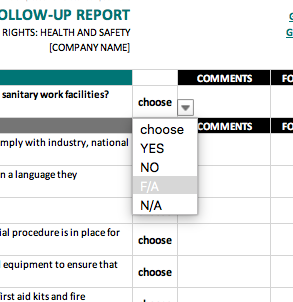 OLLOW-UP REPORT
RIGHTS: HEALTH AND SAFETY
[COMPANY NAME]
COMMENTS FO
sanitary work facilities? choose
COMMENTS FO
choose
YES
NO
F/A
N/A
mply with industry, national
n a language they
ial procedure is in place for choose
equipment to ensure that choose
irst aid kits and fire